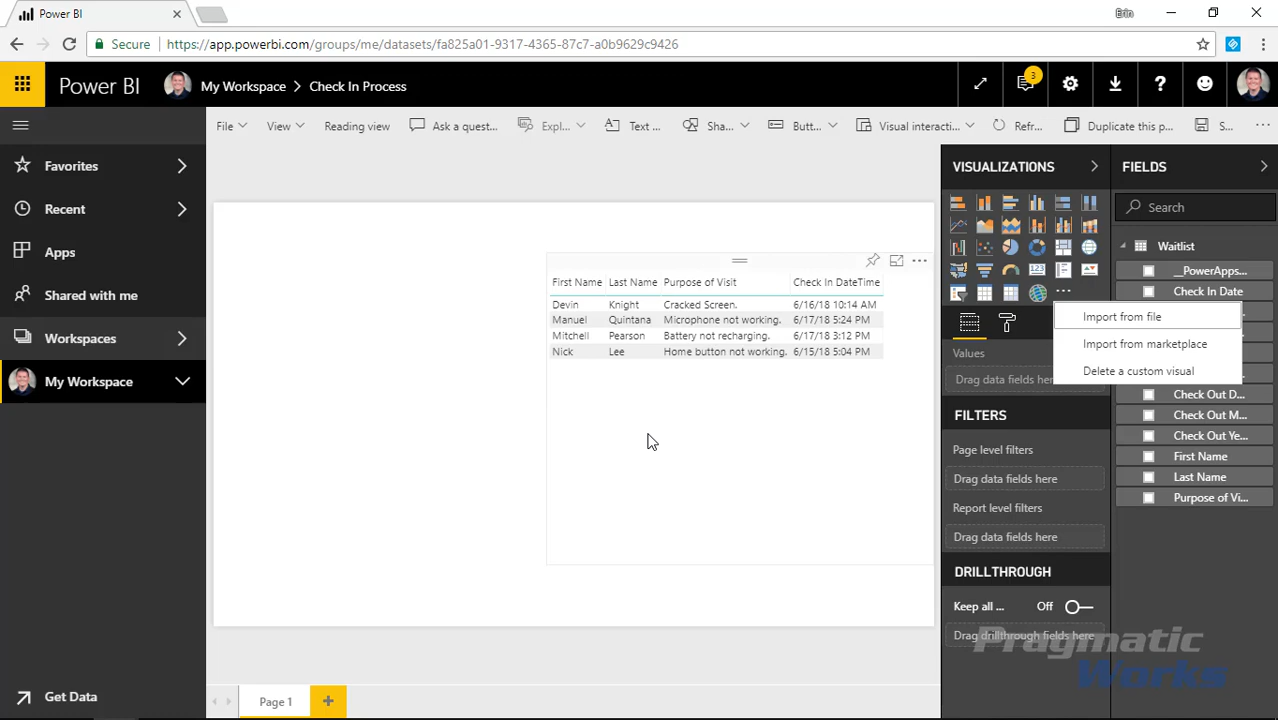 Power BI
Erin
Secure
https://app.powerbi.com/groups/me/datasets/fa825a01-9317-4365-87c7-a0b9629c9426
Power BI My Workspace > Check In Process
3
File View Reading view Ask a quest... Expl... Text ... Sha... Butt... Visual interacti... Refr... Duplicate this p... S...
Favorites
Recent
Apps
Shared with me
Workspaces
My Workspace
Get Data
First Name Last Name Purpose of Visit Check In DateTime
Devin Knight Cracked Screen. 6/16/18 10:14 AM
Manuel Quintana Microphone not working. 6/17/18 5:24 PM
Mitchell Pearson Battery not recharging. 6/17/18 3:12 PM
Nick Lee Home button not working. 6/15/18 5:04 PM
Page 1
VISUALIZATIONS
123
Import from file
Import from marketplace
Delete a custom visual
Values
Drag data fields here
FILTERS
Page level filters
Drag data fields here
Report level filters
Drag data fields here
DRILLTHROUGH
Keep all ... Off
Drag drillthrough fields here
FIELDS
Search
Waitlist
__PowerApps...
Check In Date
Check Out D...
Check Out M...
Check Out Ye...
First Name
Last Name
Purpose of Vi...
Pragmatic
Works